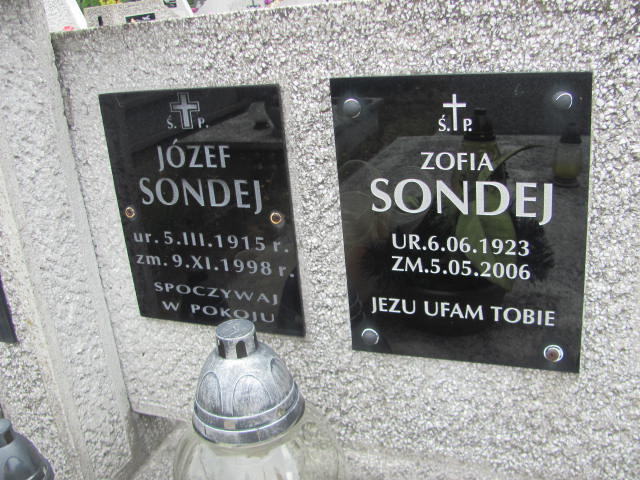 Ś. P.
JÓZEF
SONDEJ
ur. 5.III.1915 r.
zm. 9.XI.1998 r.
SPOCZYWAJ
W POKOJU
Ś. P.
ZOFIA
SONDEJ
UR.6.06.1923
ZM.5.05.2006
JEZU UFAM TOBIE